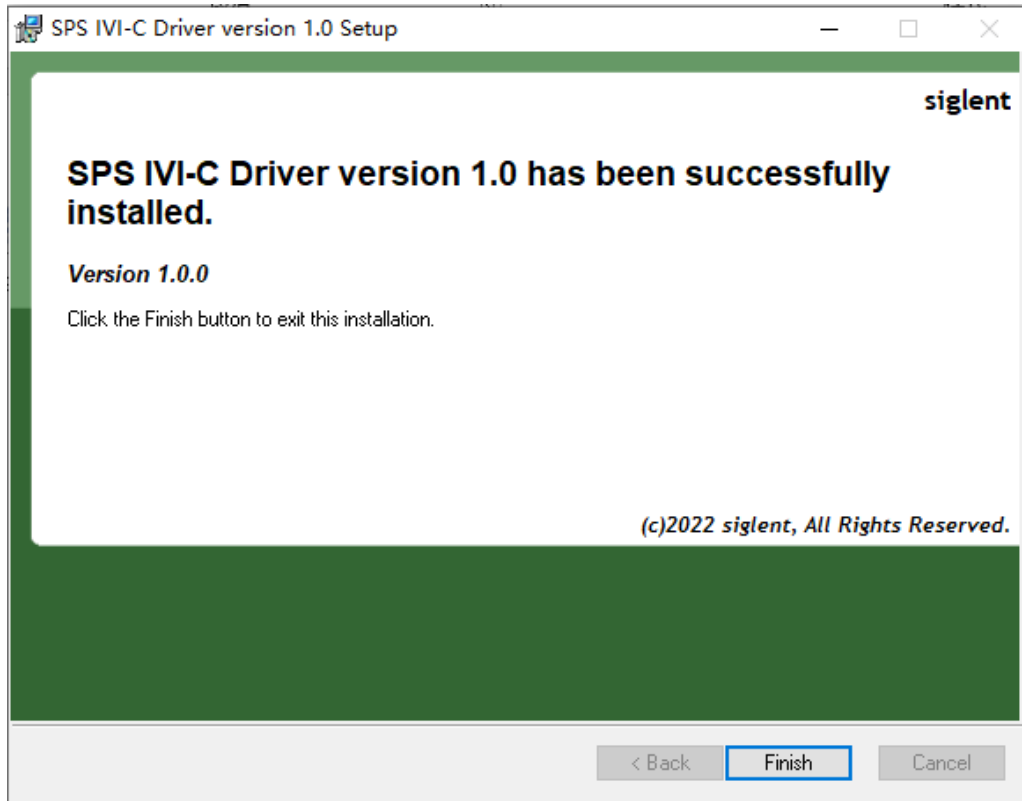 SPS IVI-C Driver version 1.0 Setup
siglent
SPS IVI-C Driver version 1.0 has been successfully
installed.
Version 1.0.0
Click the Finish button to exit this installation.
(c)2022 siglent, All Rights Reserved.
< Back Finish Cancel